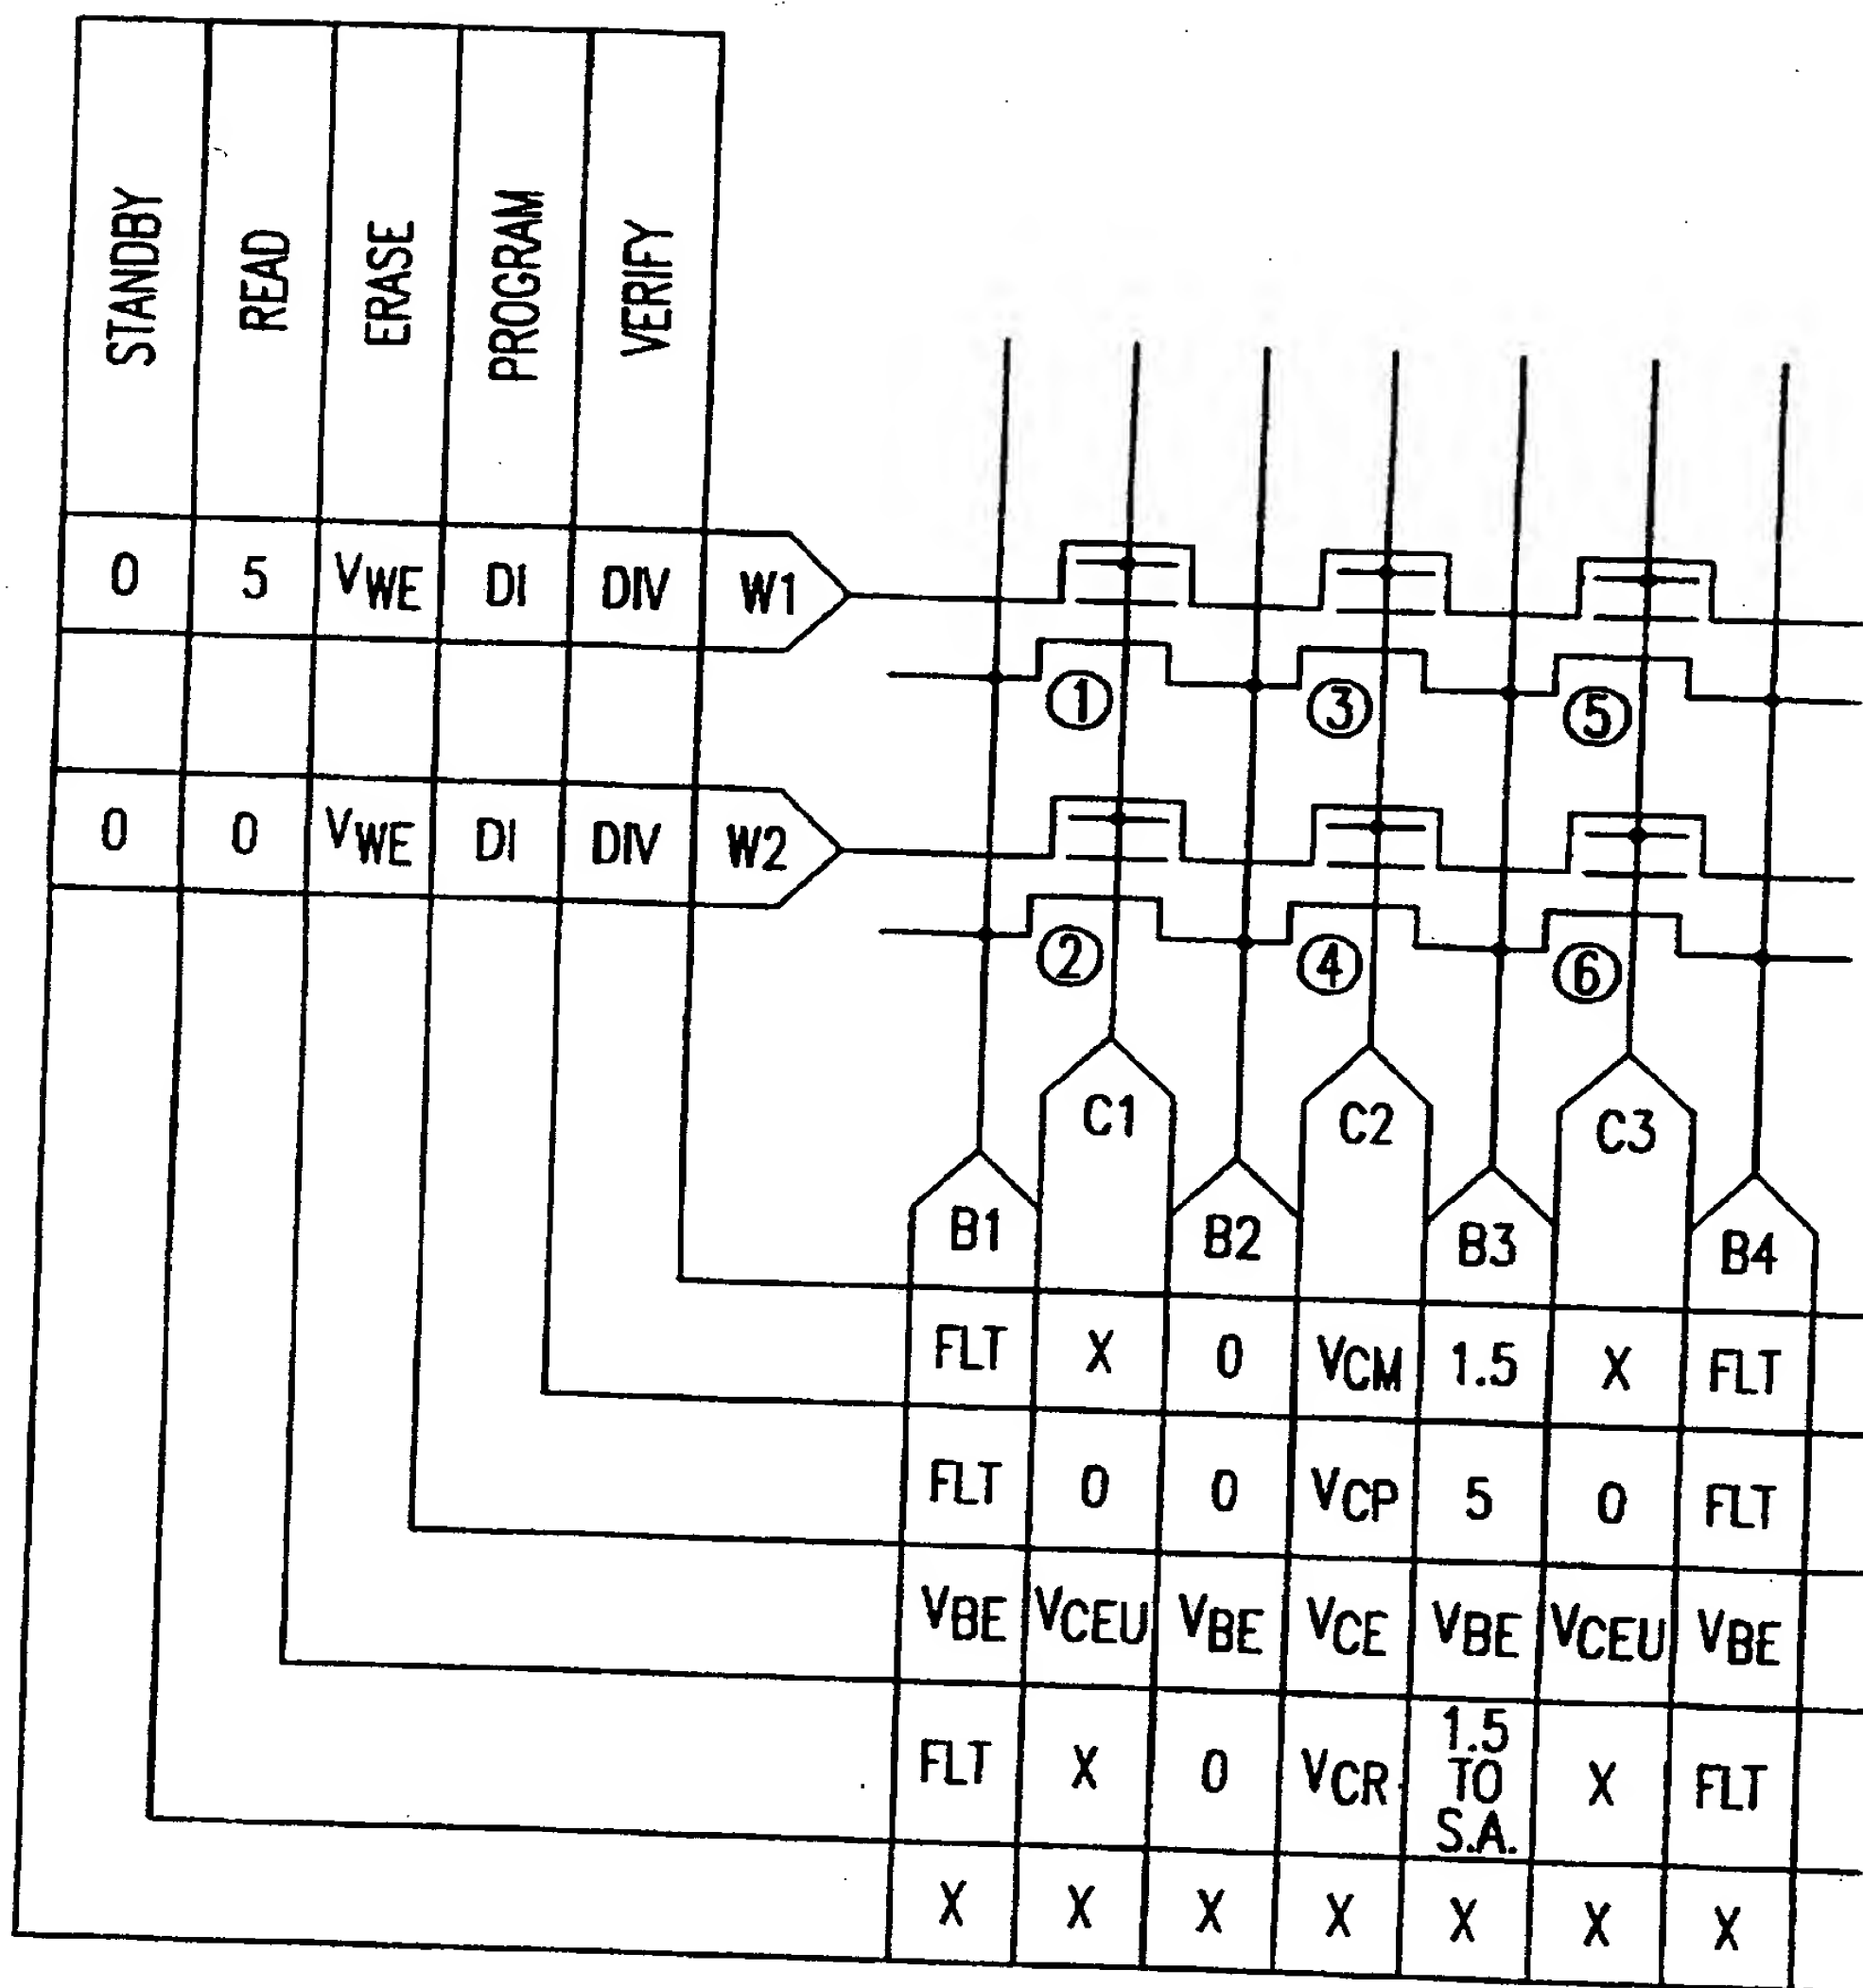 STANDBY READ ERASE PROGRAM VERIFY
0 5 VWE DI DIV W1
1 3 5
0 0 VWE DI DIV W2
2 4 6
C1 C2 C3
B1 B2 B3 B4
FLT X 0 VCM 1.5 X FLT
FLT 0 0 VCP 5 0 FLT
VBE VCEU VBE VCE VBE VCEU VBE
FLT X 0 VCR 1.5 TO S.A. X FLT
X X X X X X X